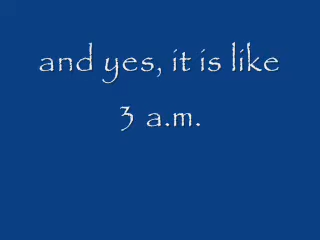 and yes, it is like
3 a.m.